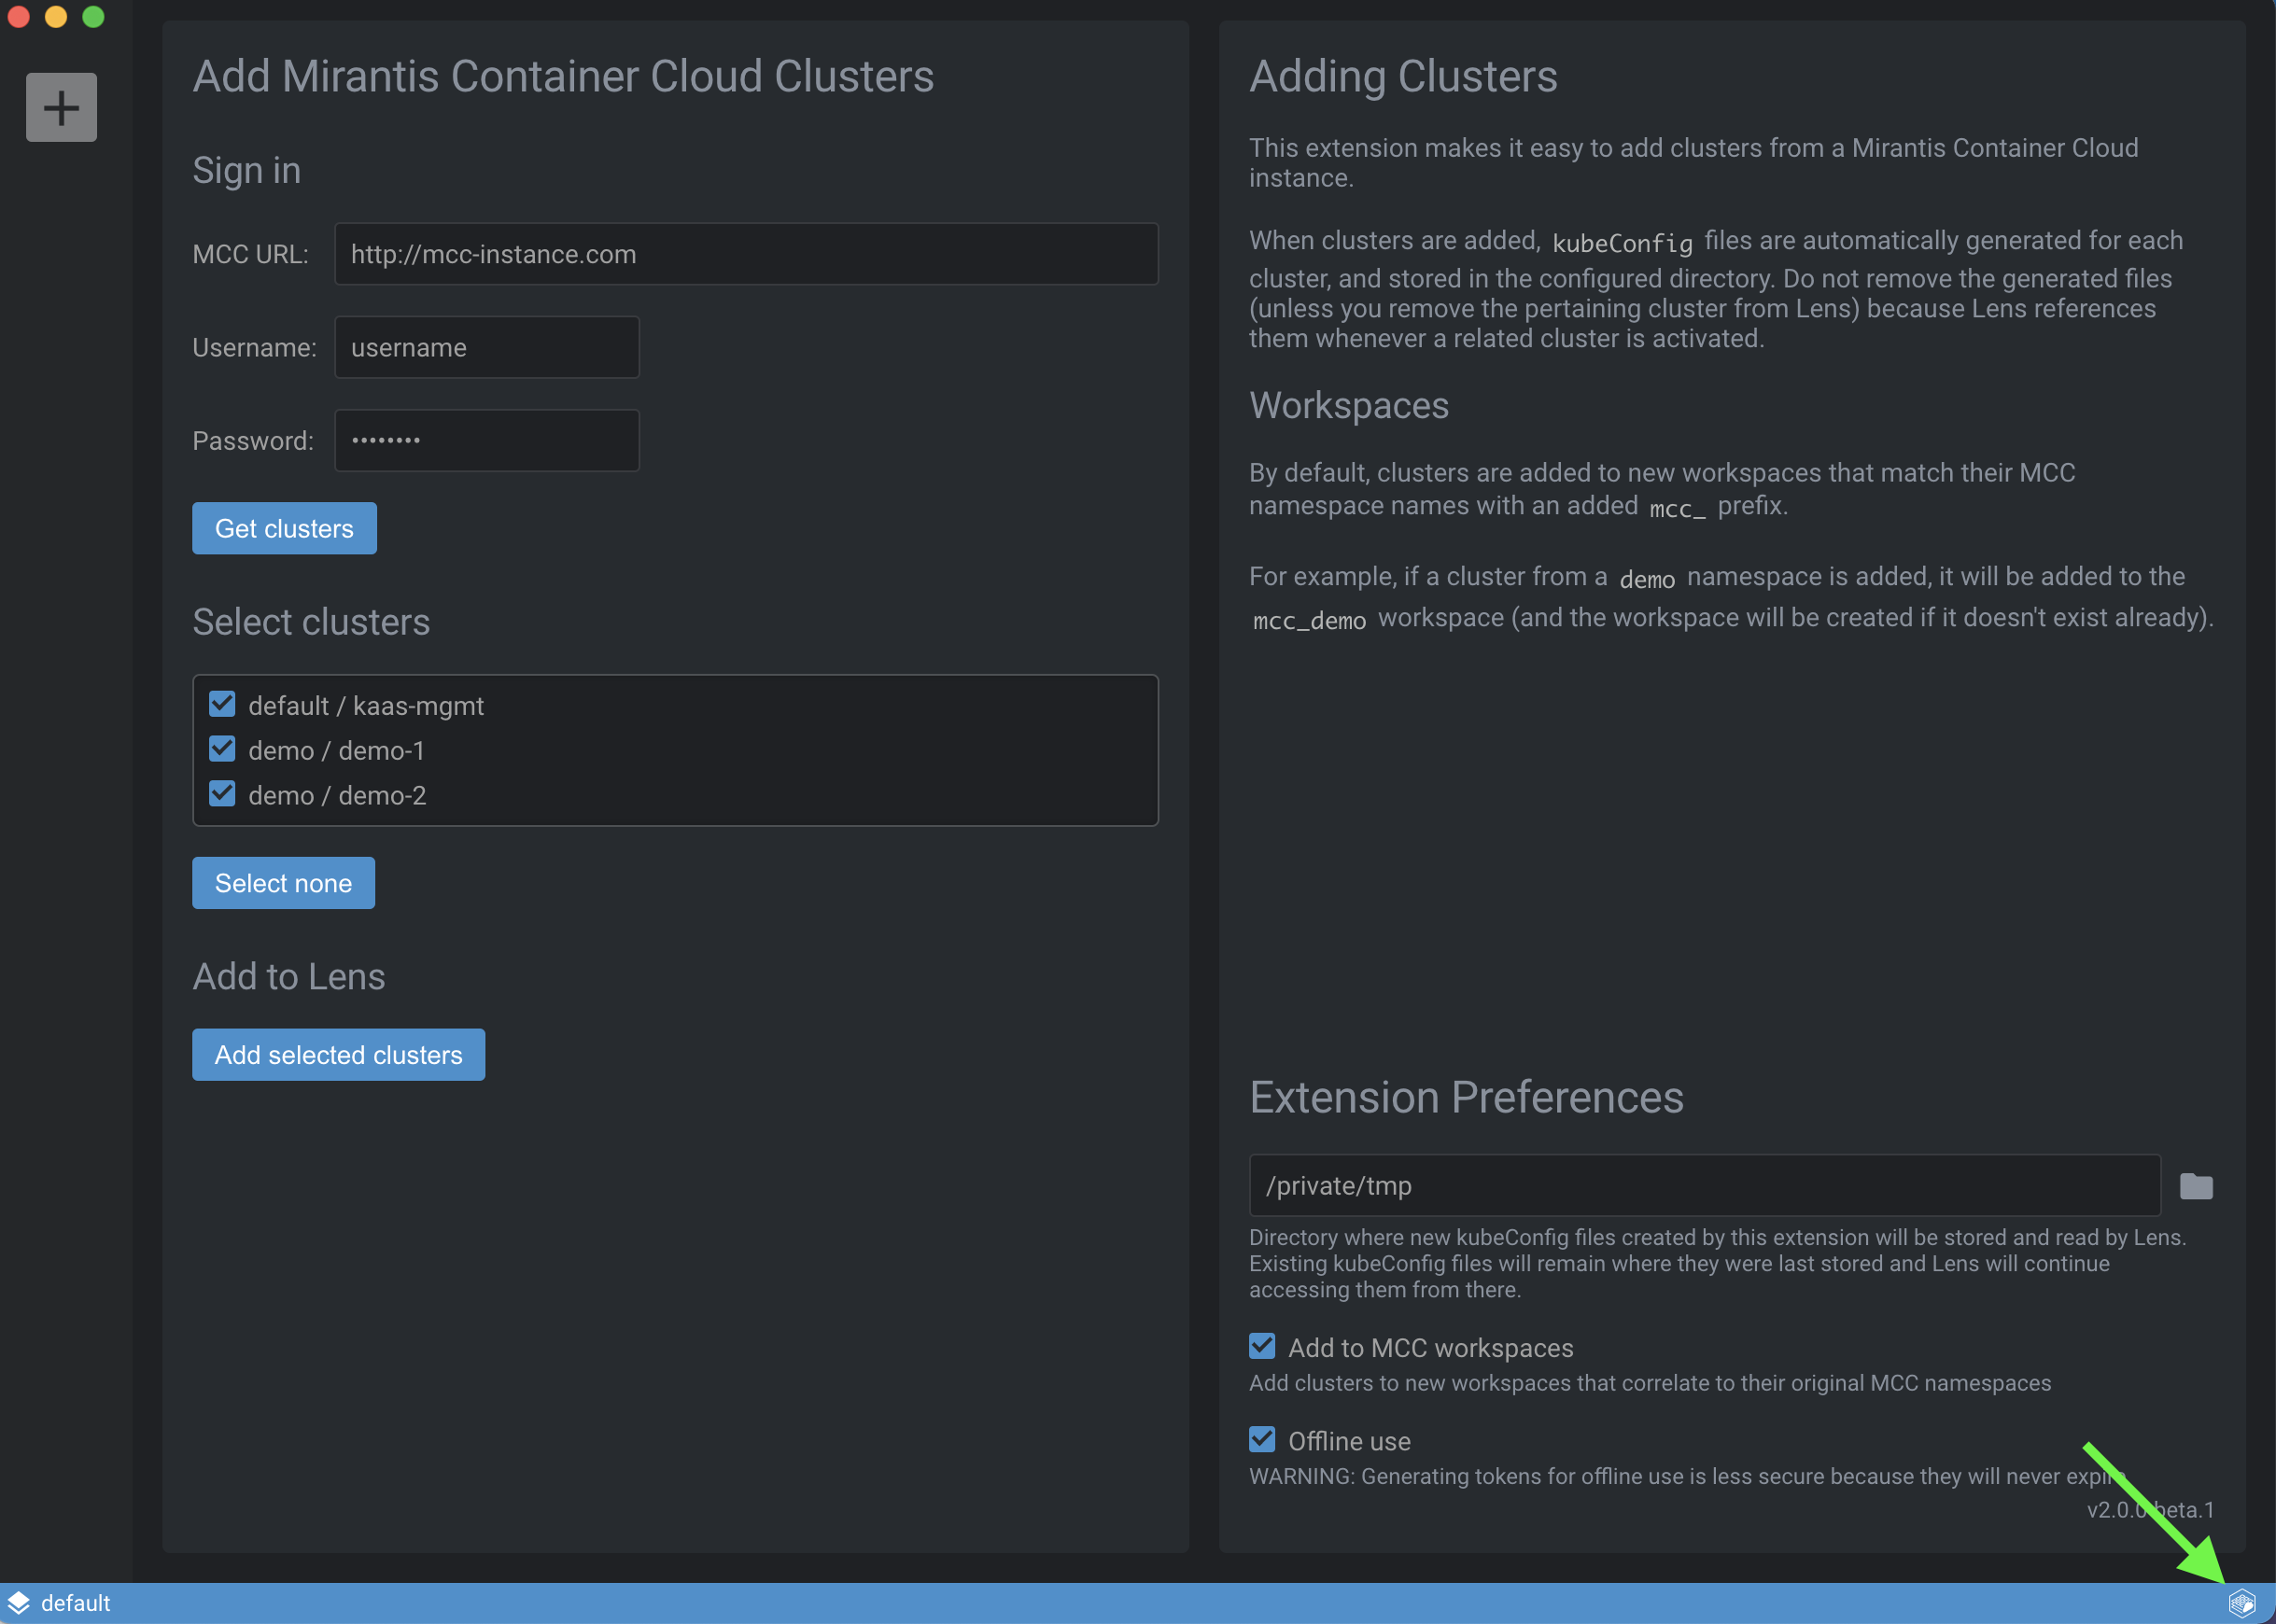 Add Mirantis Container Cloud Clusters
Sign in
MCC URL: http://mcc-instance.com
Username: username
Password: ••••••••
Get clusters
Select clusters
default / kaas-mgmt
demo / demo-1
demo / demo-2
Select none
Add to Lens
Add selected clusters
Adding Clusters
This extension makes it easy to add clusters from a Mirantis Container Cloud
instance.
When clusters are added, kubeConfig files are automatically generated for each
cluster, and stored in the configured directory. Do not remove the generated files
(unless you remove the pertaining cluster from Lens) because Lens references
them whenever a related cluster is activated.
Workspaces
By default, clusters are added to new workspaces that match their MCC
namespace names with an added mcc_ prefix.
For example, if a cluster from a demo namespace is added, it will be added to the
mcc_demo workspace (and the workspace will be created if it doesn't exist already).
Extension Preferences
/private/tmp
Directory where new kubeConfig files created by this extension will be stored and read by Lens.
Existing kubeConfig files will remain where they were last stored and Lens will continue
accessing them from there.
Add to MCC workspaces
Add clusters to new workspaces that correlate to their original MCC namespaces
Offline use
WARNING: Generating tokens for offline use is less secure because they will never expire
v2.0.0-beta.1
default